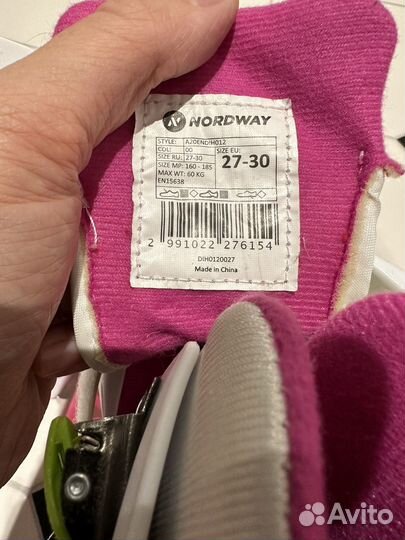 NORDWAY
STYLE: A20ENDIH012
COL: 00
SIZE RU: 27-30
SIZE MP: 160 - 185
MAX WT: 60 KG
EN15638
SIZE EU:
27-30
2 991022 276154
DIH0120027
Made in China
Avito